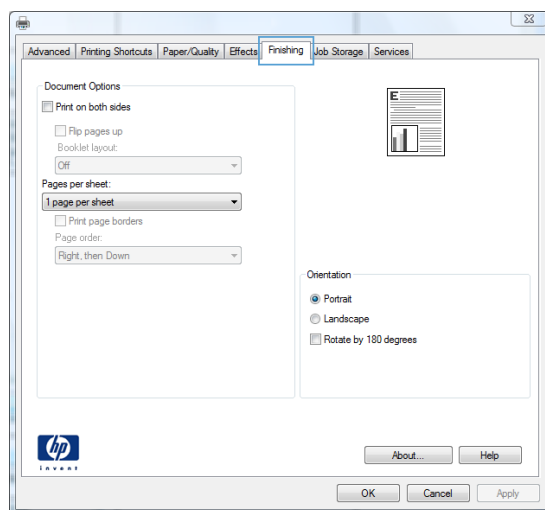 Advanced Printing Shortcuts Paper/Quality Effects Finishing Job Storage Services
Document Options
Print on both sides
Flip pages up
Booklet layout:
Off
Pages per sheet:
1 page per sheet
Print page borders
Page order:
Right, then Down
E
Orientation
Portrait
Landscape
Rotate by 180 degrees
hp
invent
About... Help
OK Cancel Apply